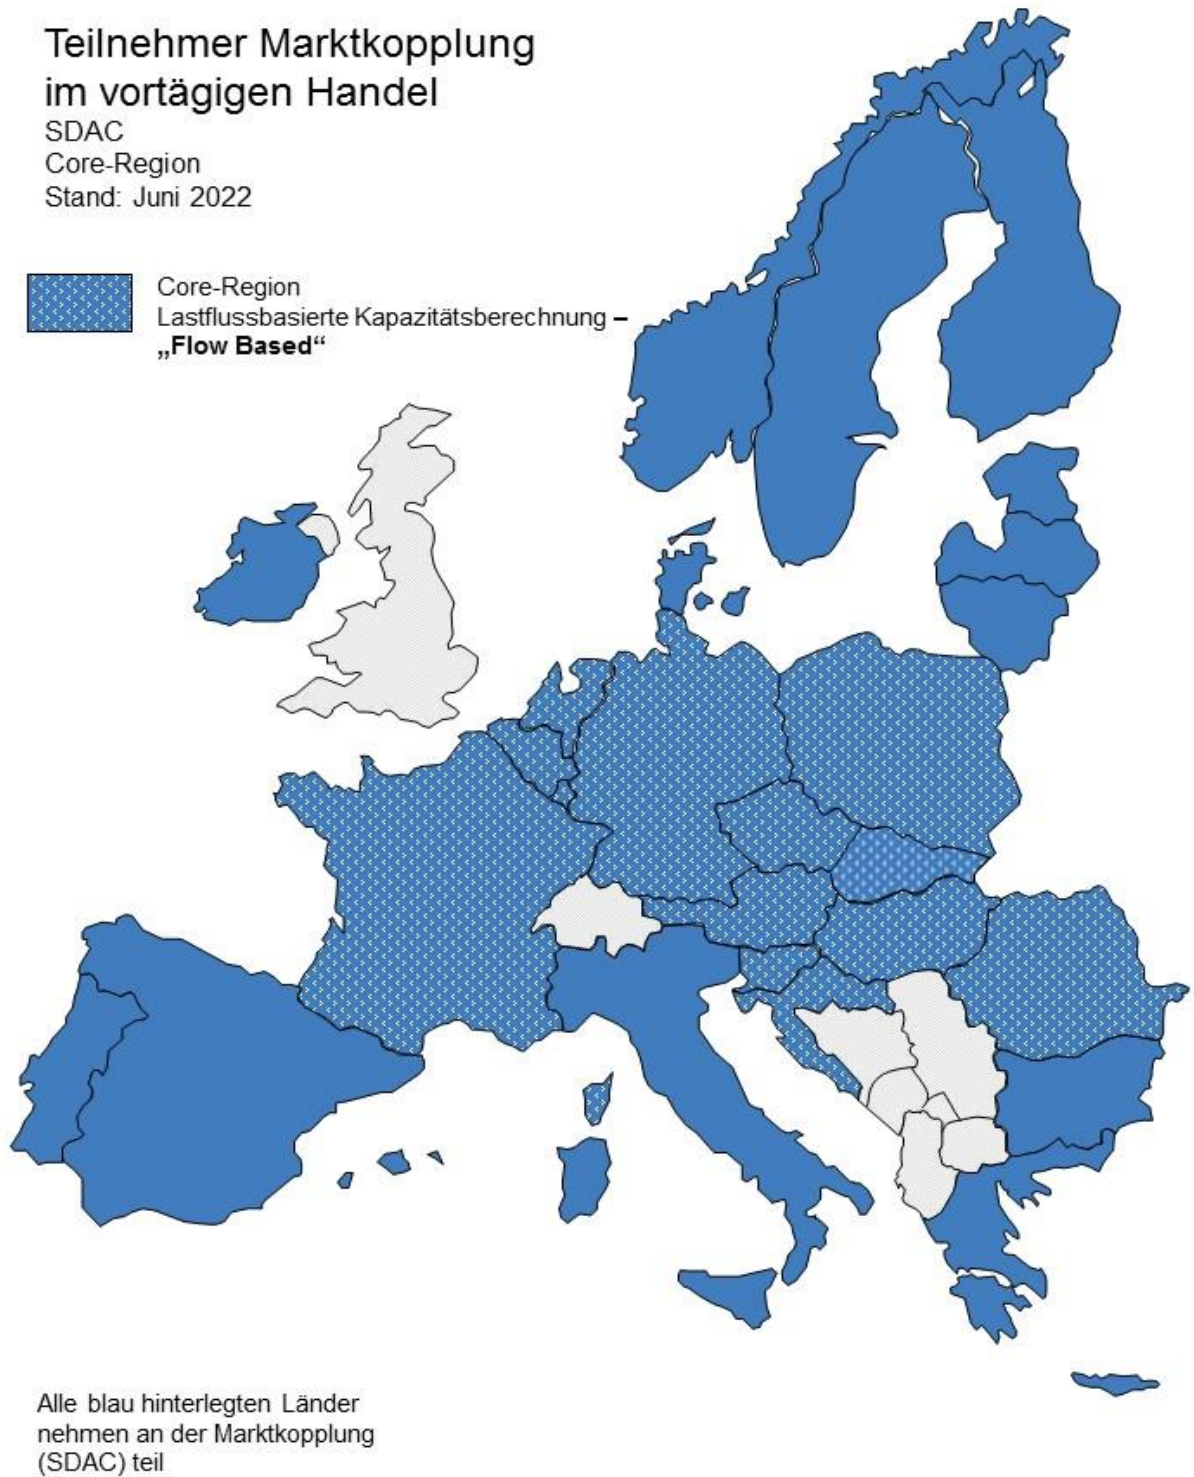 Teilnehmer Marktkopplung
im vortägigen Handel
SDAC
Core-Region
Stand: Juni 2022
Core-Region
Lastflussbasierte Kapazitätsberechnung –
„Flow Based“
Alle blau hinterlegten Länder
nehmen an der Marktkopplung
(SDAC) teil